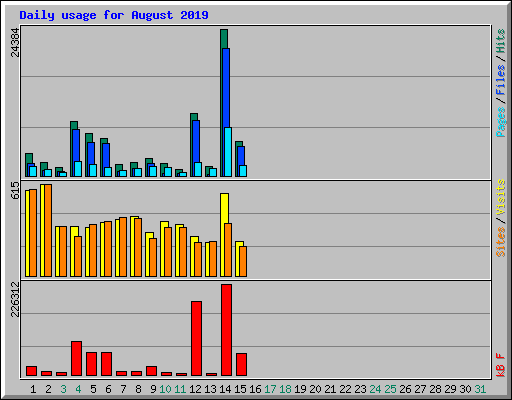 Daily usage for August 2019
24384
Pages/Files/Hits
615
Sites/Visits
226312
kB F
1 2 3 4 5 6 7 8 9 10 11 12 13 14 15 16 17 18 19 20 21 22 23 24 25 26 27 28 29 30 31